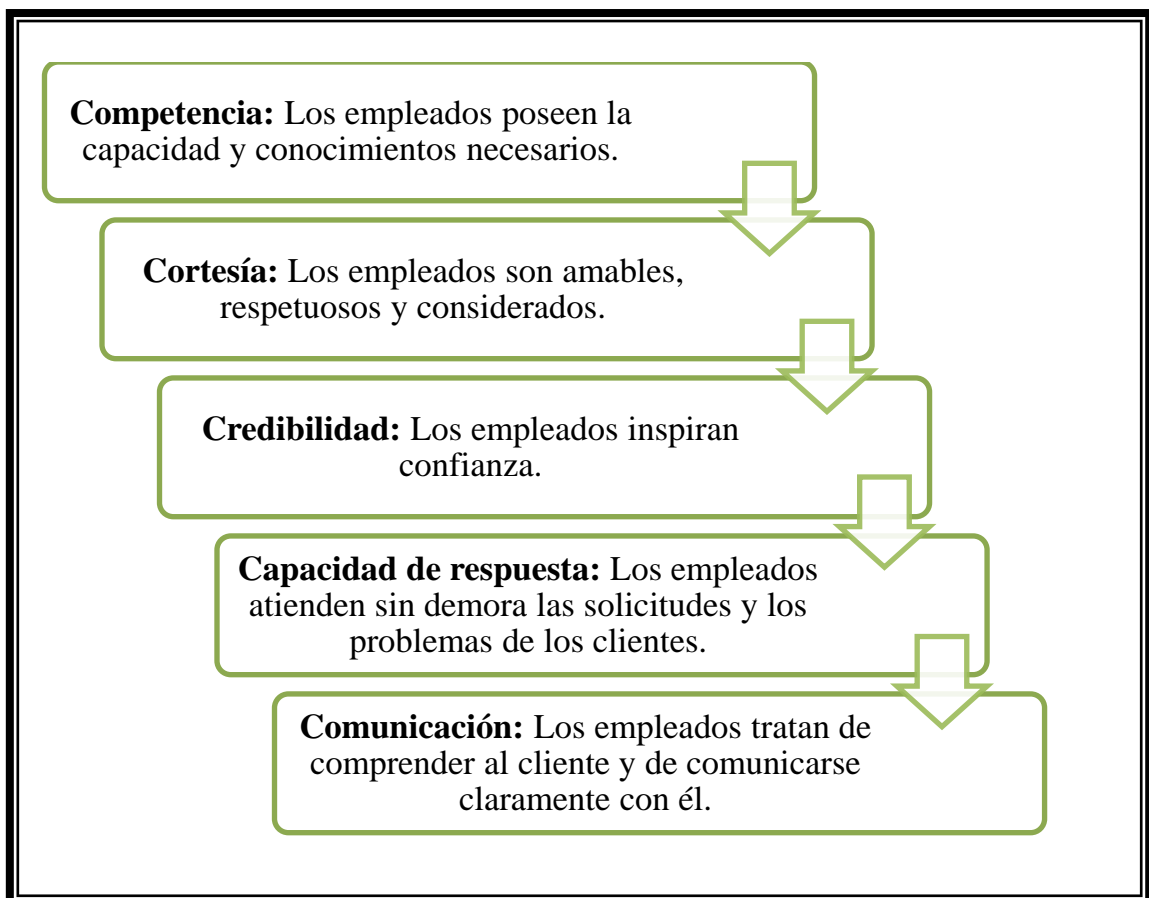 Competencia: Los empleados poseen la
capacidad y conocimientos necesarios.
Cortesía: Los empleados son amables,
respetuosos y considerados.
Credibilidad: Los empleados inspiran
confianza.
Capacidad de respuesta: Los empleados
atienden sin demora las solicitudes y los
problemas de los clientes.
Comunicación: Los empleados tratan de
comprender al cliente y de comunicarse
claramente con él.